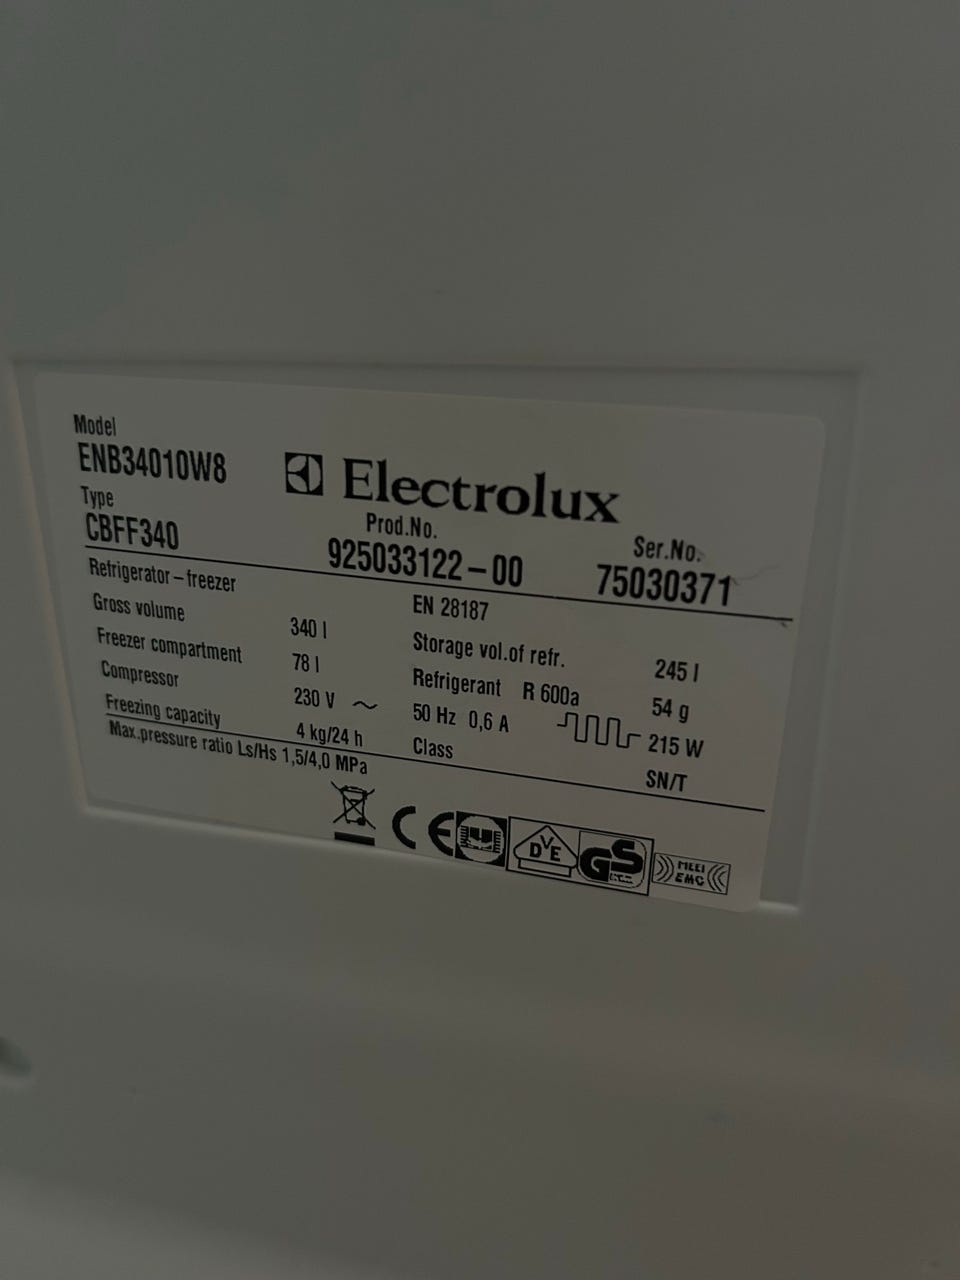 Model
ENB34010W8
Electrolux
Type
CBFF340
Prod.No.
925033122-00
Ser.No.
75030371
Refrigerator-freezer
EN 28187
Gross volume 340 l
Storage vol.of refr. 245 l
Freezer compartment 78 l
Refrigerant R 600a 54 g
Compressor 230 V ~
50 Hz 0,6 A 215 W
Freezing capacity 4 kg/24 h
Class SN/T
Max.pressure ratio Ls/Hs 1,5/4,0 MPa
CE
DVE
GS
EMC